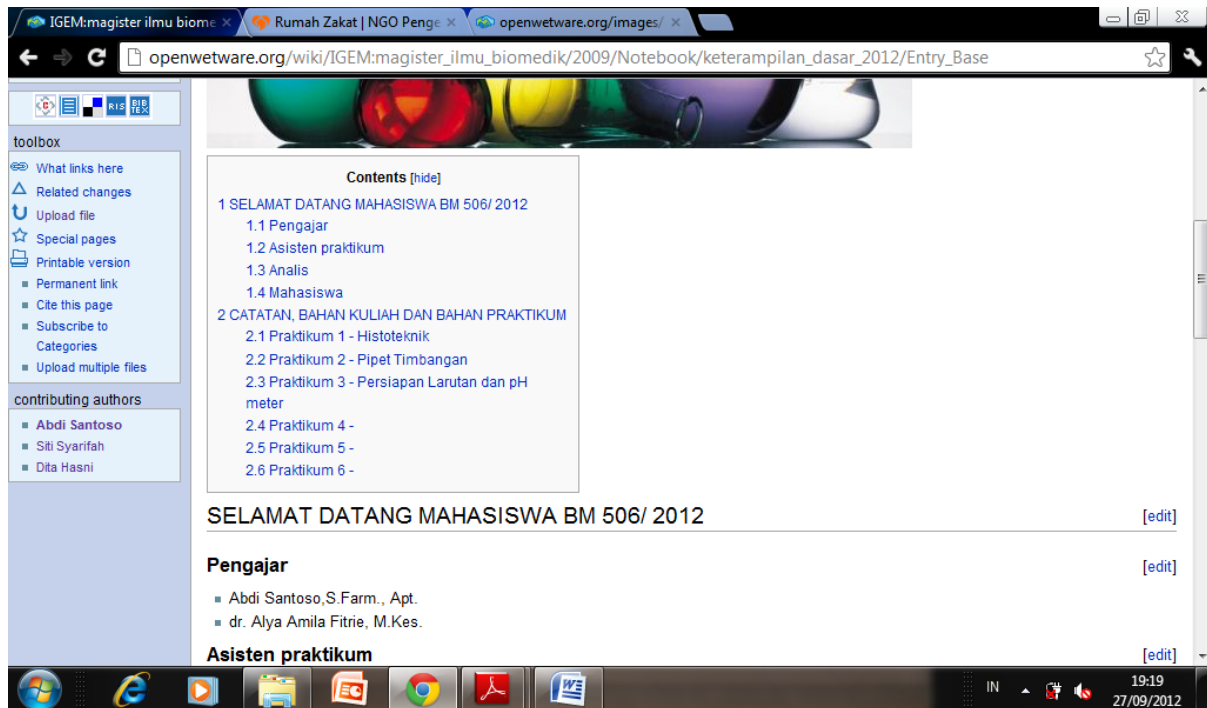 IGEM:magister ilmu biome
Rumah Zakat | NGO Penge
openwetware.org/images/
openwetware.org/wiki/IGEM:magister_ilmu_biomedik/2009/Notebook/keterampilan_dasar_2012/Entry_Base
RIS BIB TEX
toolbox
What links here
Related changes
Upload file
Special pages
Printable version
Permanent link
Cite this page
Subscribe to
Categories
Upload multiple files
contributing authors
Abdi Santoso
Siti Syarifah
Dita Hasni
Contents [hide]
1 SELAMAT DATANG MAHASISWA BM 506/ 2012
1.1 Pengajar
1.2 Asisten praktikum
1.3 Analis
1.4 Mahasiswa
2 CATATAN, BAHAN KULIAH DAN BAHAN PRAKTIKUM
2.1 Praktikum 1 - Histoteknik
2.2 Praktikum 2 - Pipet Timbangan
2.3 Praktikum 3 - Persiapan Larutan dan pH
meter
2.4 Praktikum 4 -
2.5 Praktikum 5 -
2.6 Praktikum 6 -
SELAMAT DATANG MAHASISWA BM 506/ 2012 [edit]
Pengajar [edit]
Abdi Santoso,S.Farm., Apt.
dr. Alya Amila Fitrie, M.Kes.
Asisten praktikum [edit]
IN
19:19
27/09/2012